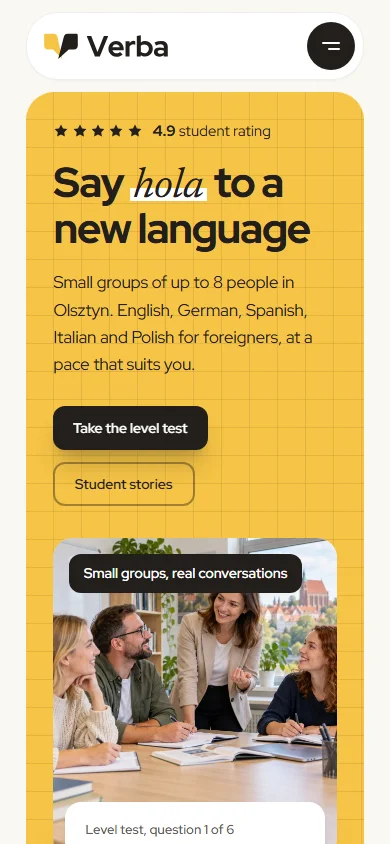 Verba
4.9 student rating
Say hola to a
new language
Small groups of up to 8 people in
Olsztyn. English, German, Spanish,
Italian and Polish for foreigners, at a
pace that suits you.
Take the level test
Student stories
Small groups, real conversations
Level test, question 1 of 6